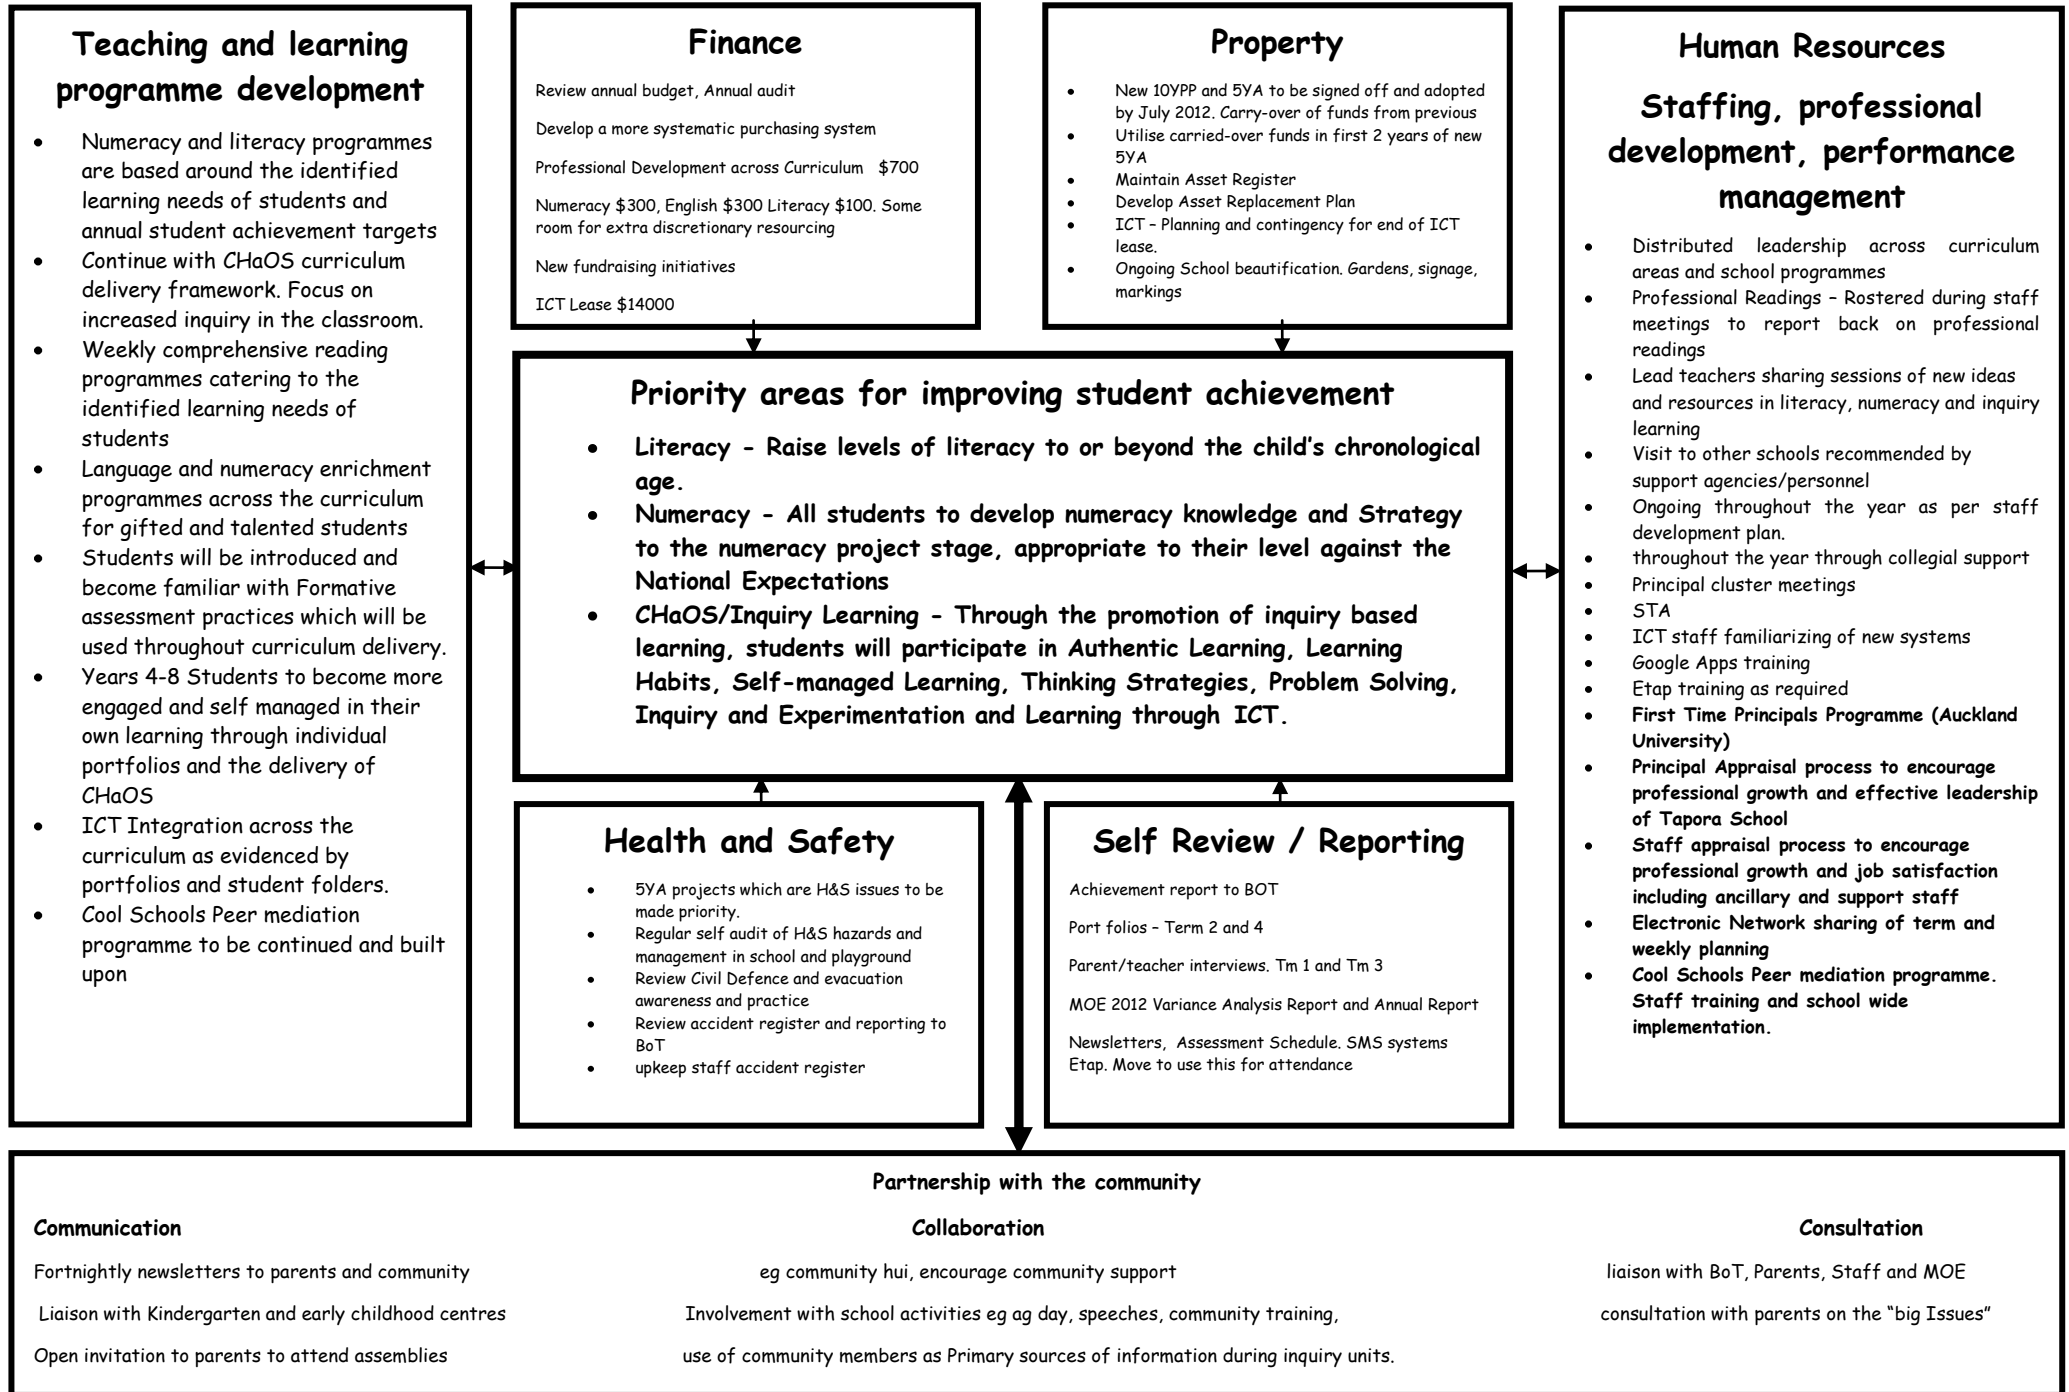 Teaching and learning
programme development
• Numeracy and literacy programmes
are based around the identified
learning needs of students and
annual student achievement targets
• Continue with CHaOS curriculum
delivery framework. Focus on
increased inquiry in the classroom.
• Weekly comprehensive reading
programmes catering to the
identified learning needs of
students
• Language and numeracy enrichment
programmes across the curriculum
for gifted and talented students
• Students will be introduced and
become familiar with Formative
assessment practices which will be
used throughout curriculum delivery.
• Years 4-8 Students to become more
engaged and self managed in their
own learning through individual
portfolios and the delivery of
CHaOS
• ICT Integration across the
curriculum as evidenced by
portfolios and student folders.
• Cool Schools Peer mediation
programme to be continued and built
upon
Finance
Review annual budget, Annual audit
Develop a more systematic purchasing system
Professional Development across Curriculum $700
Numeracy $300, English $300 Literacy $100. Some
room for extra discretionary resourcing
New fundraising initiatives
ICT Lease $14000
Property
• New 10YPP and 5YA to be signed off and adopted
by July 2012. Carry-over of funds from previous
• Utilise carried-over funds in first 2 years of new
5YA
• Maintain Asset Register
• Develop Asset Replacement Plan
• ICT – Planning and contingency for end of ICT
lease.
• Ongoing School beautification. Gardens, signage,
markings
Human Resources
Staffing, professional
development, performance
management
• Distributed leadership across curriculum
areas and school programmes
• Professional Readings – Rostered during staff
meetings to report back on professional
readings
• Lead teachers sharing sessions of new ideas
and resources in literacy, numeracy and inquiry
learning
• Visit to other schools recommended by
support agencies/personnel
• Ongoing throughout the year as per staff
development plan.
• throughout the year through collegial support
• Principal cluster meetings
• STA
• ICT staff familiarizing of new systems
• Google Apps training
• Etap training as required
• First Time Principals Programme (Auckland
University)
• Principal Appraisal process to encourage
professional growth and effective leadership
of Tapora School
• Staff appraisal process to encourage
professional growth and job satisfaction
including ancillary and support staff
• Electronic Network sharing of term and
weekly planning
• Cool Schools Peer mediation programme.
Staff training and school wide
implementation.
Priority areas for improving student achievement
• Literacy - Raise levels of literacy to or beyond the child’s chronological
age.
• Numeracy - All students to develop numeracy knowledge and Strategy
to the numeracy project stage, appropriate to their level against the
National Expectations
• CHaOS/Inquiry Learning - Through the promotion of inquiry based
learning, students will participate in Authentic Learning, Learning
Habits, Self-managed Learning, Thinking Strategies, Problem Solving,
Inquiry and Experimentation and Learning through ICT.
Health and Safety
• 5YA projects which are H&S issues to be
made priority.
• Regular self audit of H&S hazards and
management in school and playground
• Review Civil Defence and evacuation
awareness and practice
• Review accident register and reporting to
BoT
• upkeep staff accident register
Self Review / Reporting
Achievement report to BOT
Port folios – Term 2 and 4
Parent/teacher interviews. Tm 1 and Tm 3
MOE 2012 Variance Analysis Report and Annual Report
Newsletters, Assessment Schedule. SMS systems
Etap. Move to use this for attendance
Partnership with the community
Communication Collaboration Consultation
Fortnightly newsletters to parents and community eg community hui, encourage community support liaison with BoT, Parents, Staff and MOE
Liaison with Kindergarten and early childhood centres Involvement with school activities eg ag day, speeches, community training, consultation with parents on the “big Issues”
Open invitation to parents to attend assemblies use of community members as Primary sources of information during inquiry units.